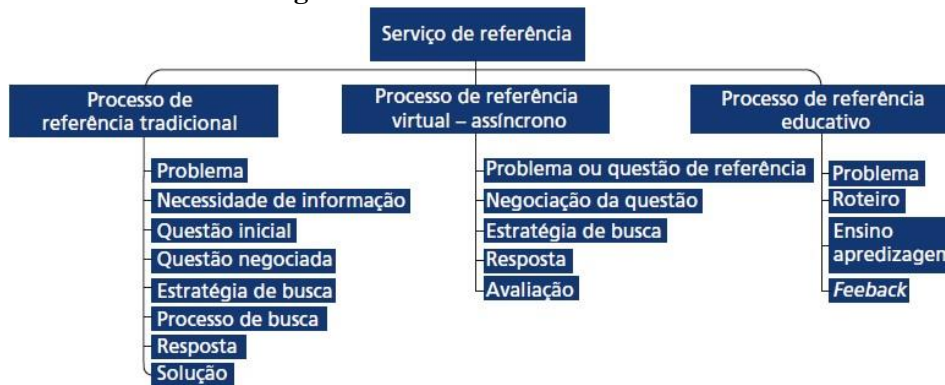 Serviço de referência
Processo de
referência tradicional
Problema
Necessidade de informação
Questão inicial
Questão negociada
Estratégia de busca
Processo de busca
Resposta
Solução
Processo de referência
virtual – assíncrono
Problema ou questão de referência
Negociação da questão
Estratégia de busca
Resposta
Avaliação
Processo de referência
educativo
Problema
Roteiro
Ensino
apredizagen
Feeback